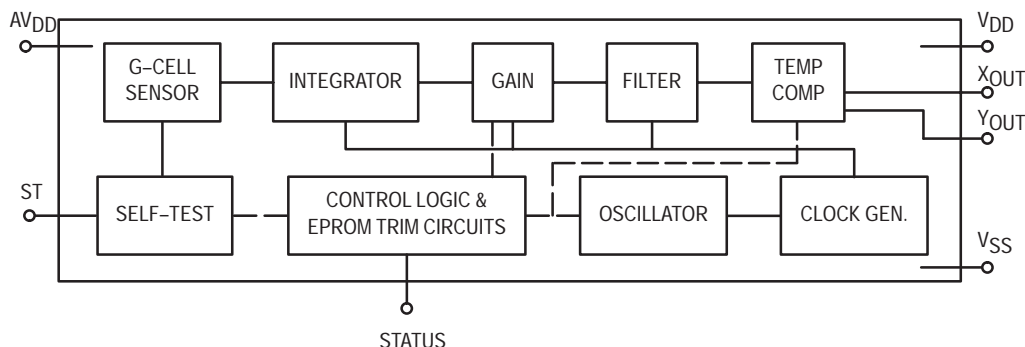 AVDD
VDD
G–CELL
SENSOR
INTEGRATOR
GAIN
FILTER
TEMP
COMP
XOUT
YOUT
ST
SELF–TEST
CONTROL LOGIC &
EPROM TRIM CIRCUITS
OSCILLATOR
CLOCK GEN.
VSS
STATUS